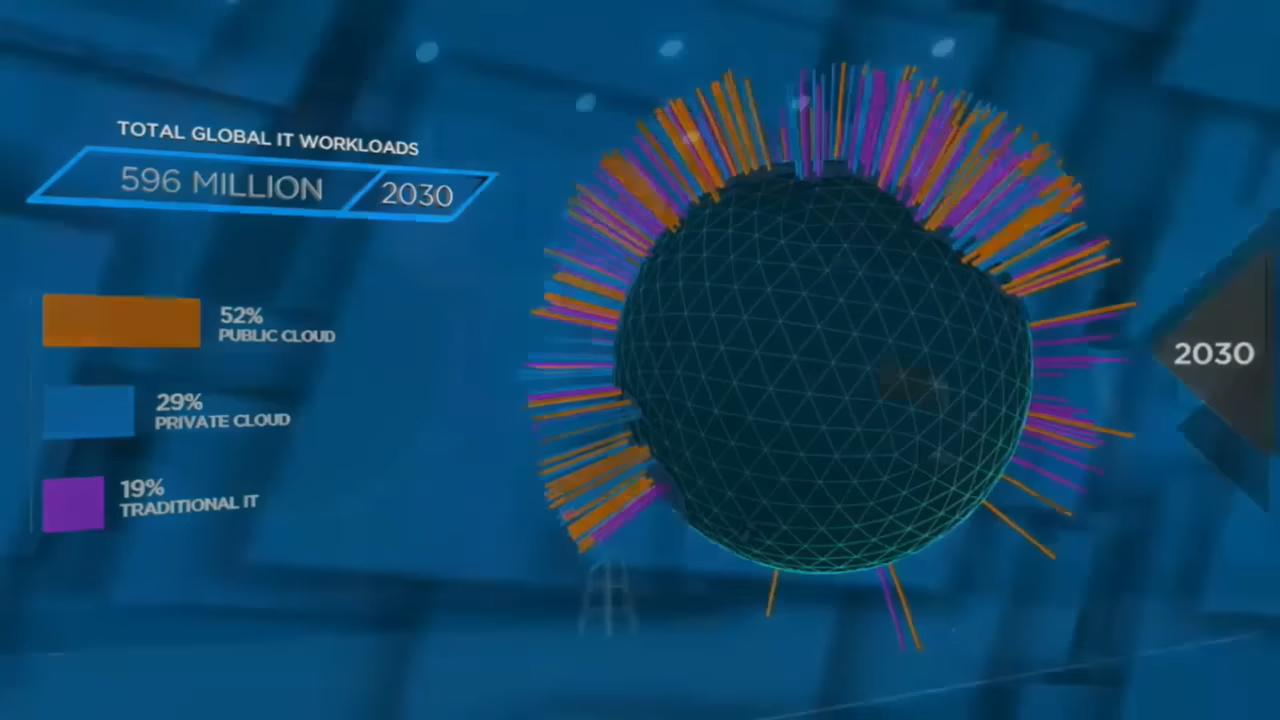 TOTAL GLOBAL IT WORKLOADS
596 MILLION 2030
52%
PUBLIC CLOUD
29%
PRIVATE CLOUD
19%
TRADITIONAL IT
2030